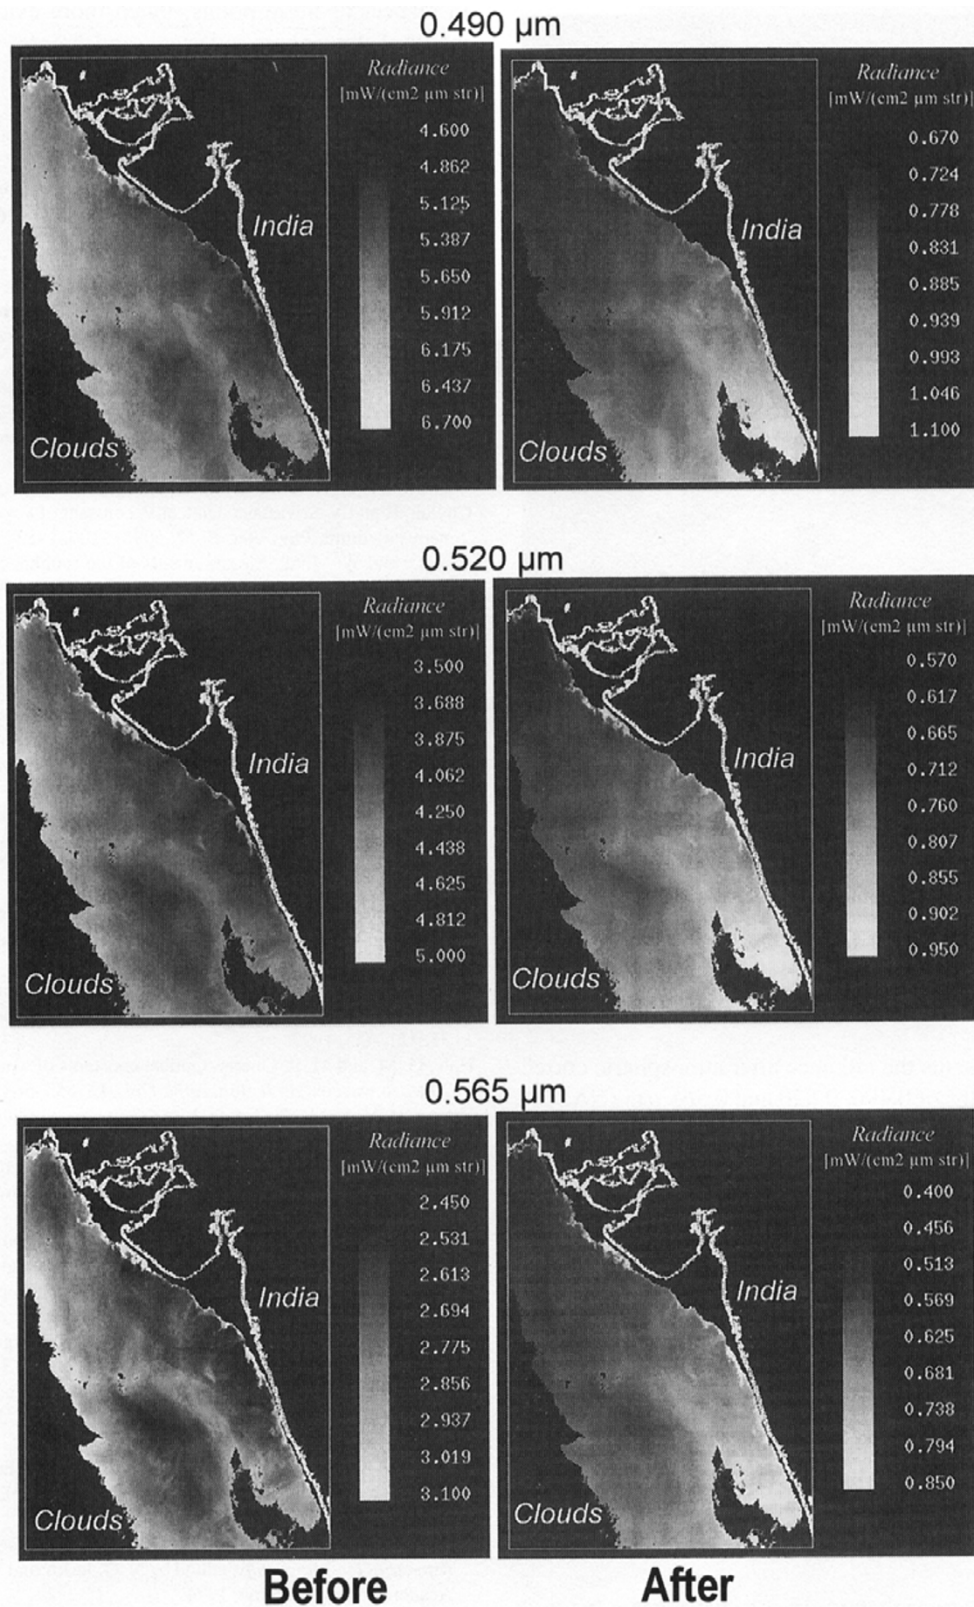 0.490 µm
Radiance
[mW/(cm2 µm str)]
4.600
4.862
5.125
5.387
5.650
5.912
6.175
6.437
6.700
India
Clouds
Radiance
[mW/(cm2 µm str)]
0.670
0.724
0.778
0.831
0.885
0.939
0.993
1.046
1.100
India
Clouds
0.520 µm
Radiance
[mW/(cm2 µm str)]
3.500
3.688
3.875
4.062
4.250
4.438
4.625
4.812
5.000
India
Clouds
Radiance
[mW/(cm2 µm str)]
0.570
0.617
0.665
0.712
0.760
0.807
0.855
0.902
0.950
India
Clouds
0.565 µm
Radiance
[mW/(cm2 µm str)]
2.450
2.531
2.613
2.694
2.775
2.856
2.937
3.019
3.100
India
Clouds
Radiance
[mW/(cm2 µm str)]
0.400
0.456
0.513
0.569
0.625
0.681
0.738
0.794
0.850
India
Clouds
Before
After